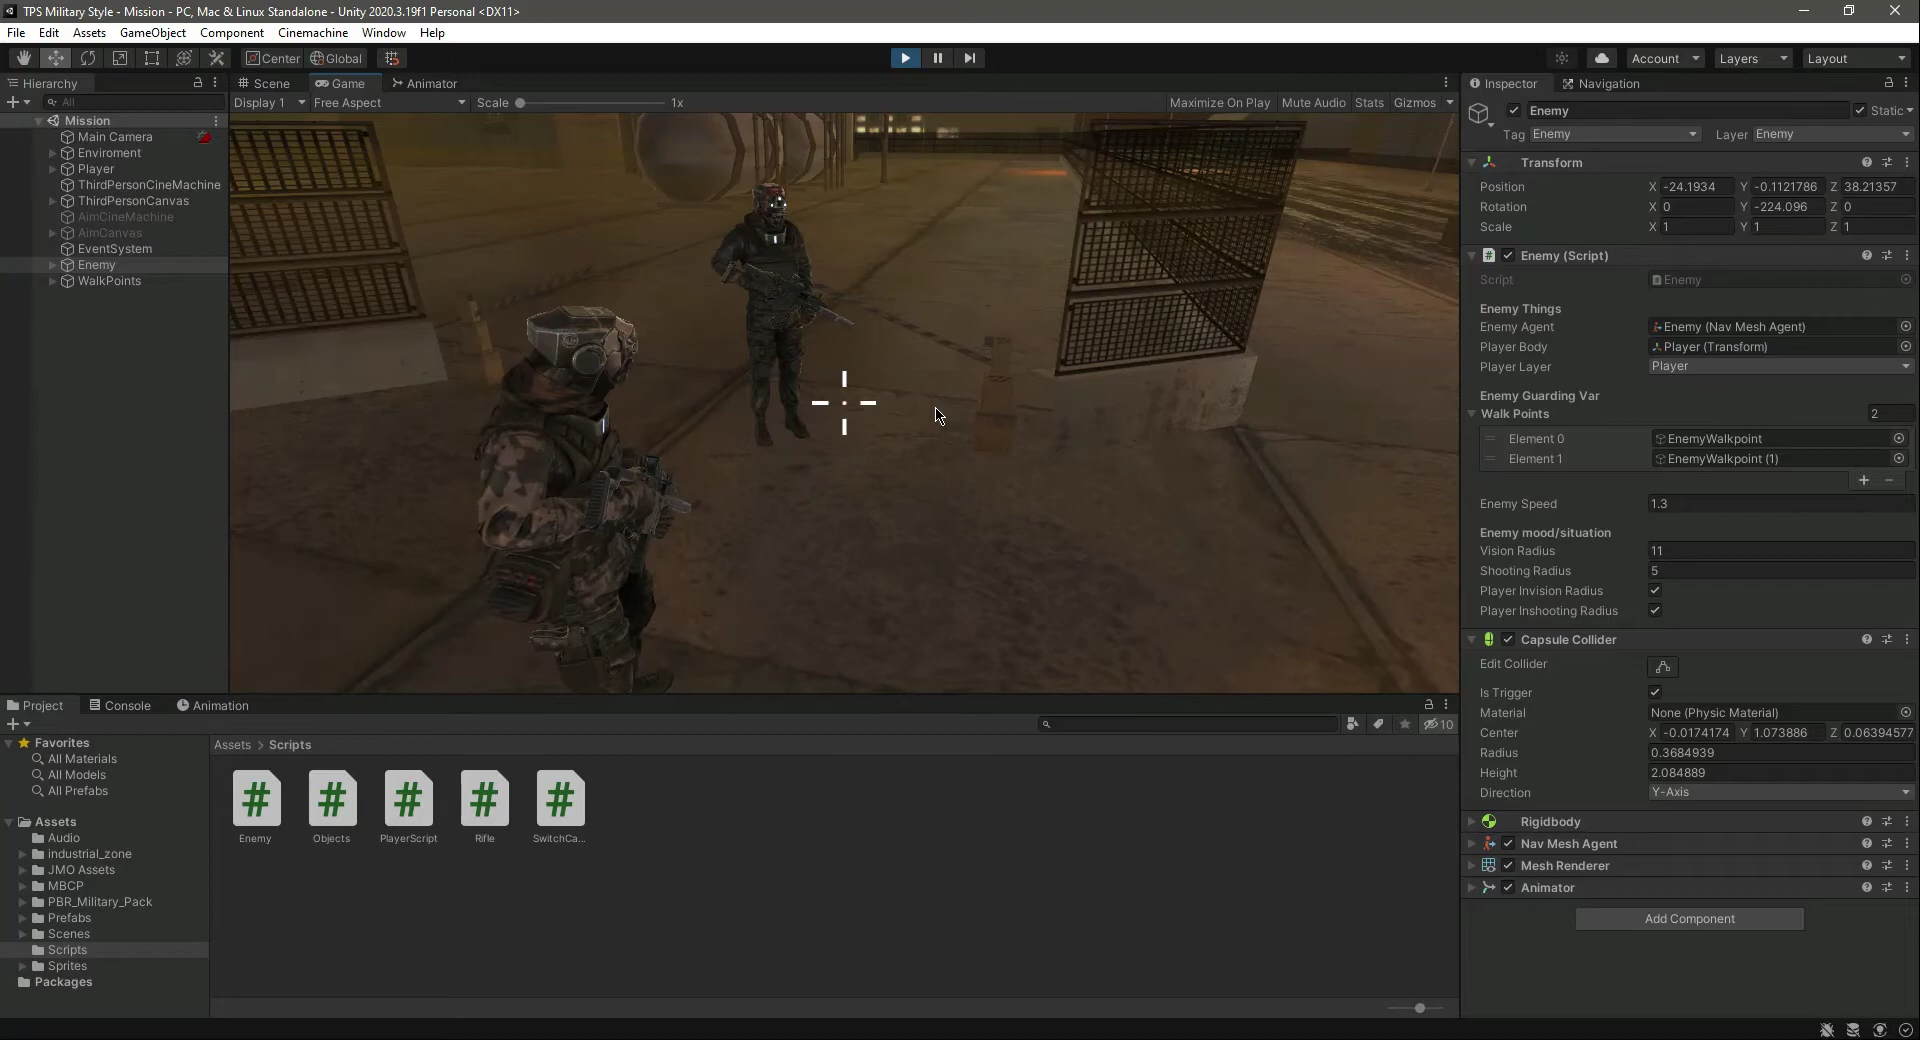 TPS Military Style - Mission - PC, Mac & Linux Standalone - Unity 2020.3.19f1 Personal <DX11>
File Edit Assets GameObject Component Cinemachine Window Help
Center Global Account Layers Layout
Hierarchy
All
Mission
Main Camera
Enviroment
Player
ThirdPersonCineMachine
ThirdPersonCanvas
AimCineMachine
AimCanvas
EventSystem
Enemy
WalkPoints
Scene Game Animator
Display 1 Free Aspect Scale 1x Maximize On Play Mute Audio Stats Gizmos
Inspector Navigation
Enemy Static
Tag Enemy Layer Enemy
Transform
Position X -24.1934 Y -0.1121786 Z 38.21357
Rotation X 0 Y -224.096 Z 0
Scale X 1 Y 1 Z 1
Enemy (Script)
Script Enemy
Enemy Things
Enemy Agent Enemy (Nav Mesh Agent)
Player Body Player (Transform)
Player Layer Player
Enemy Guarding Var
Walk Points 2
Element 0 EnemyWalkpoint
Element 1 EnemyWalkpoint (1)
+ -
Enemy Speed 1.3
Enemy mood/situation
Vision Radius 11
Shooting Radius 5
Player Invision Radius
Player Inshooting Radius
Capsule Collider
Edit Collider
Is Trigger
Material None (Physic Material)
Center X -0.0174174 Y 1.073886 Z 0.06394577
Radius 0.3684939
Height 2.084889
Direction Y-Axis
Rigidbody
Nav Mesh Agent
Mesh Renderer
Animator
Add Component
Project Console Animation
10
Favorites
All Materials
All Models
All Prefabs
Assets
Audio
industrial_zone
JMO Assets
MBCP
PBR_Military_Pack
Prefabs
Scenes
Scripts
Sprites
Packages
Assets > Scripts
Enemy Objects PlayerScript Rifle SwitchCa...